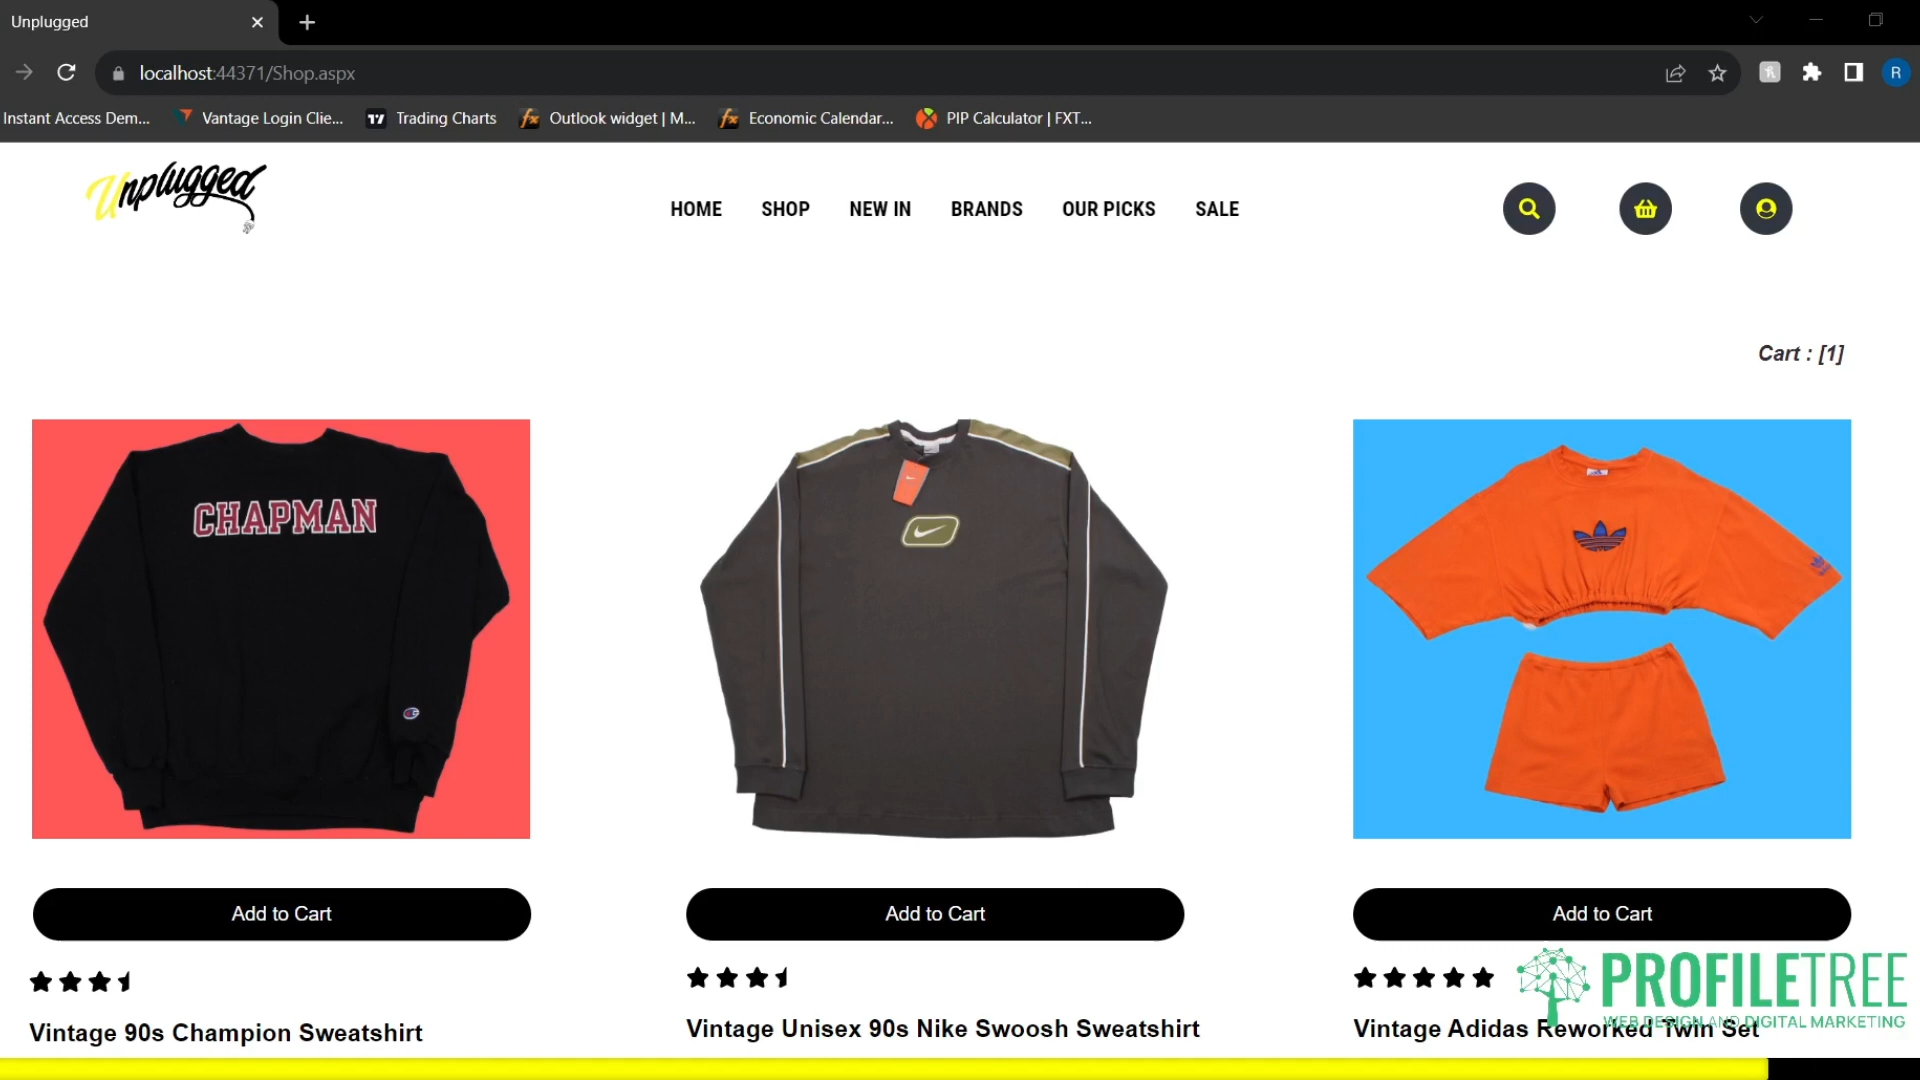 Unplugged
localhost:44371/Shop.aspx
Instant Access Dem... Vantage Login Clie... Trading Charts Outlook widget | M... Economic Calendar... PIP Calculator | FXT...
Unplugged
HOME SHOP NEW IN BRANDS OUR PICKS SALE
Cart : [1]
CHAPMAN
Add to Cart Add to Cart Add to Cart
Vintage 90s Champion Sweatshirt
Vintage Unisex 90s Nike Swoosh Sweatshirt
Vintage Adidas Reworked Twin Set
PROFILETREE
WEB DESIGN AND DIGITAL MARKETING